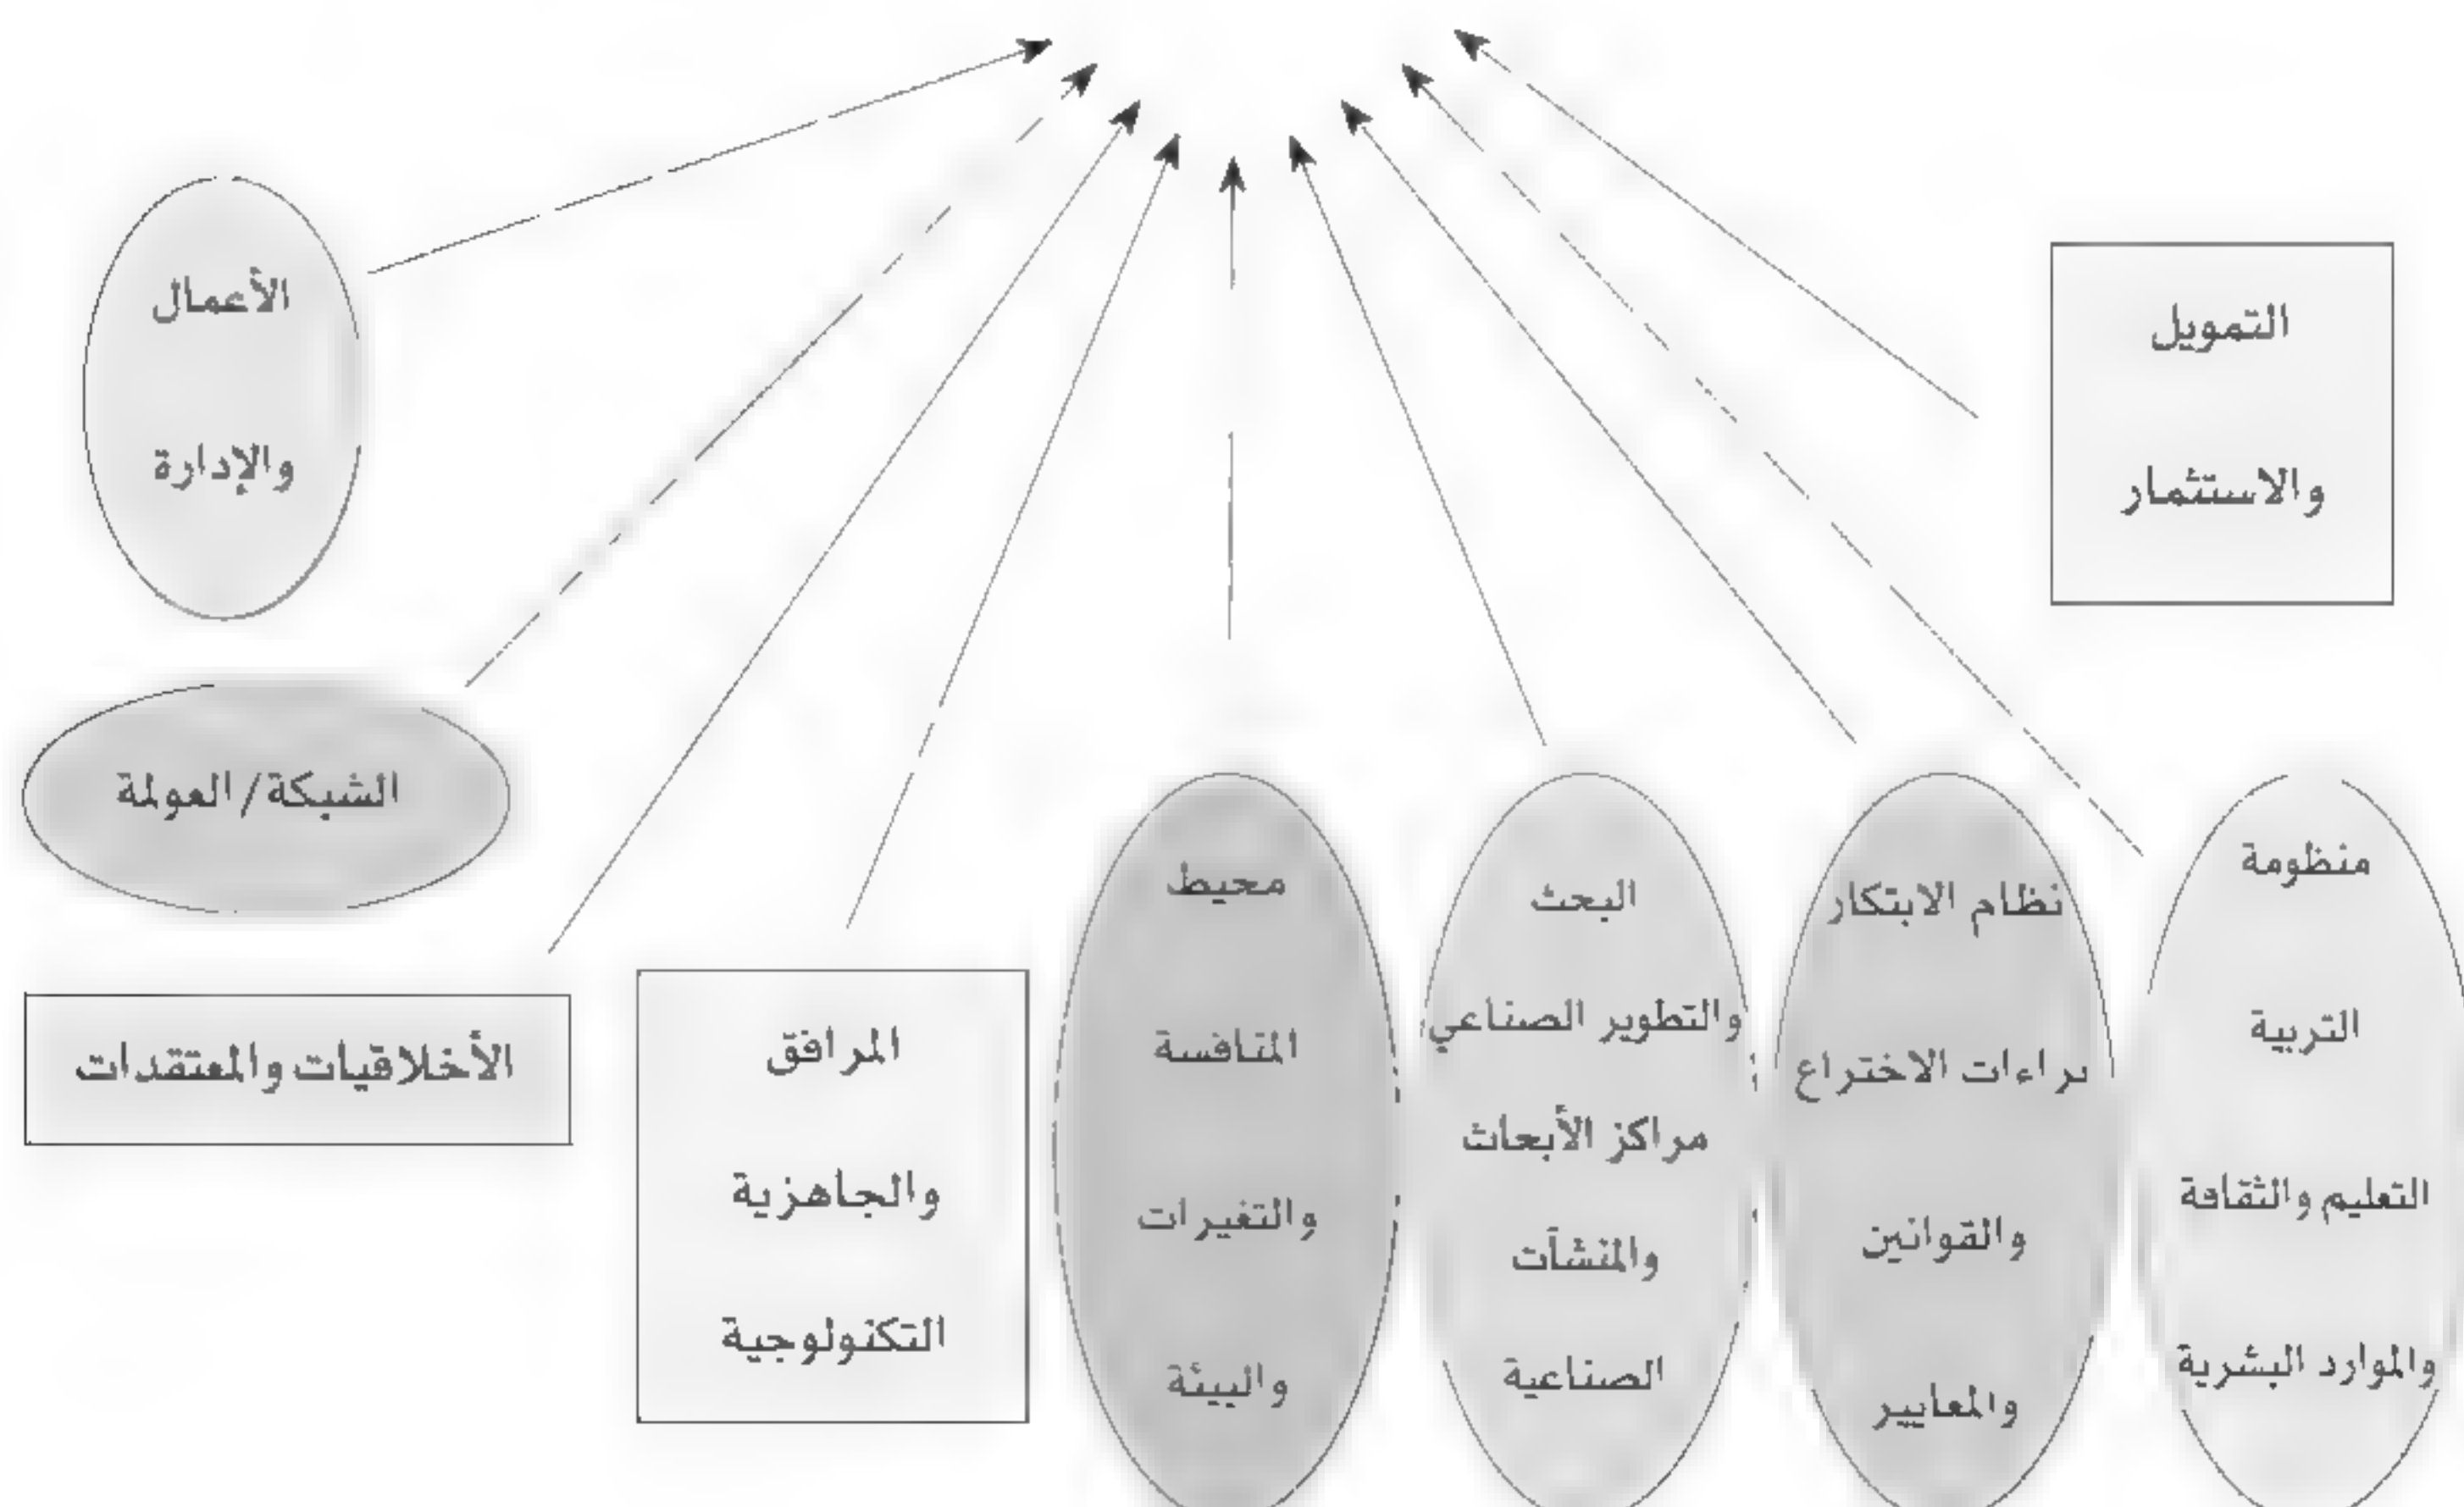 التمويل
والاستثمار
منظومة
التربية
التعليم والثقافة
والموارد البشرية
نظام الابتكار
براءات الاختراع
والقوانين
والمعايير
البحث
والتطوير الصناعي
مراكز الأبحاث
والمنشآت
الصناعية
محيط
المنافسة
والتغيرات
والبيئة
المرافق
والجاهزية
التكنولوجية
الأعمال
والإدارة
الشبكة/العولمة
الأخلاقيات والمعتقدات